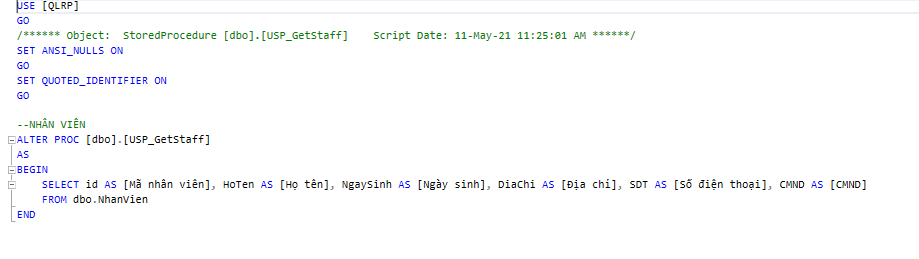 USE [QLRP]
GO
/****** Object:  StoredProcedure [dbo].[USP_GetStaff]    Script Date: 11-May-21 11:25:01 AM ******/
SET ANSI_NULLS ON
GO
SET QUOTED_IDENTIFIER ON
GO
--NHÂN VIÊN
ALTER PROC [dbo].[USP_GetStaff]
AS
BEGIN
SELECT id AS [Mã nhân viên], HoTen AS [Họ tên], NgaySinh AS [Ngày sinh], DiaChi AS [Địa chỉ], SDT AS [Số điện thoại], CMND AS [CMND]
FROM dbo.NhanVien
END